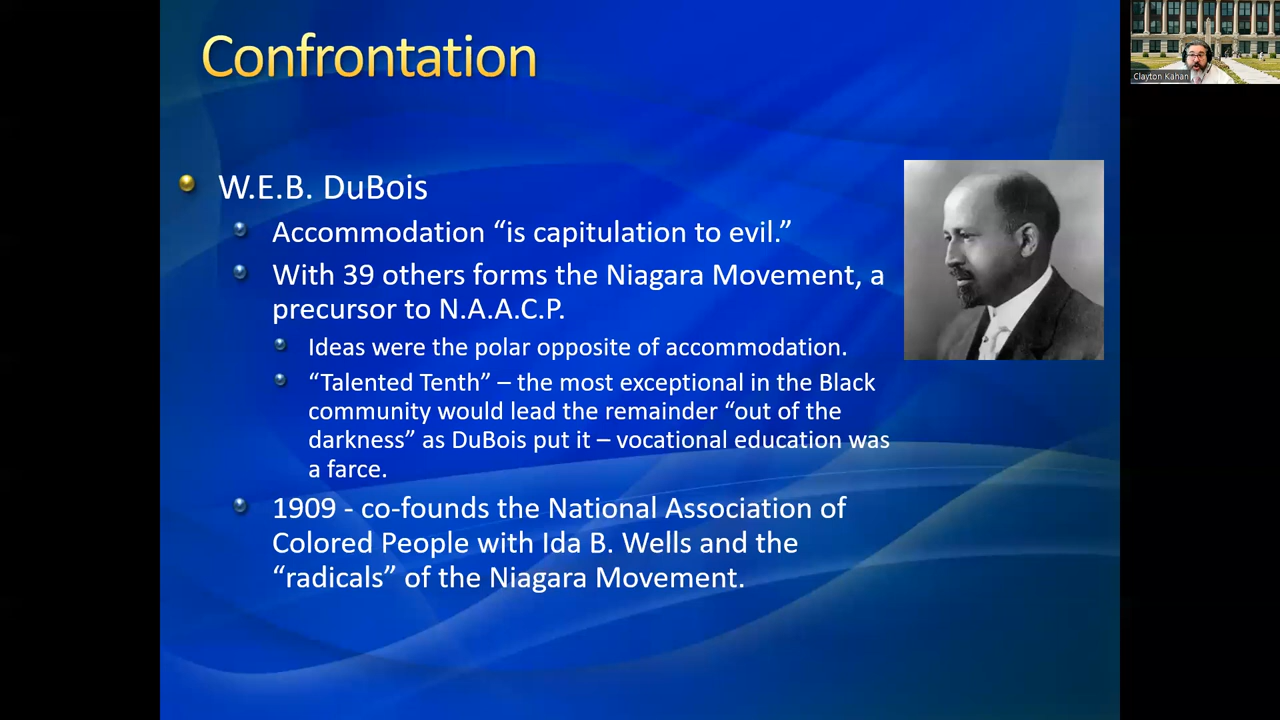 Confrontation
Clayton Kahan
W.E.B. DuBois
Accommodation “is capitulation to evil.”
With 39 others forms the Niagara Movement, a
precursor to N.A.A.C.P.
Ideas were the polar opposite of accommodation.
“Talented Tenth” – the most exceptional in the Black
community would lead the remainder “out of the
darkness” as DuBois put it – vocational education was
a farce.
1909 - co-founds the National Association of
Colored People with Ida B. Wells and the
“radicals” of the Niagara Movement.